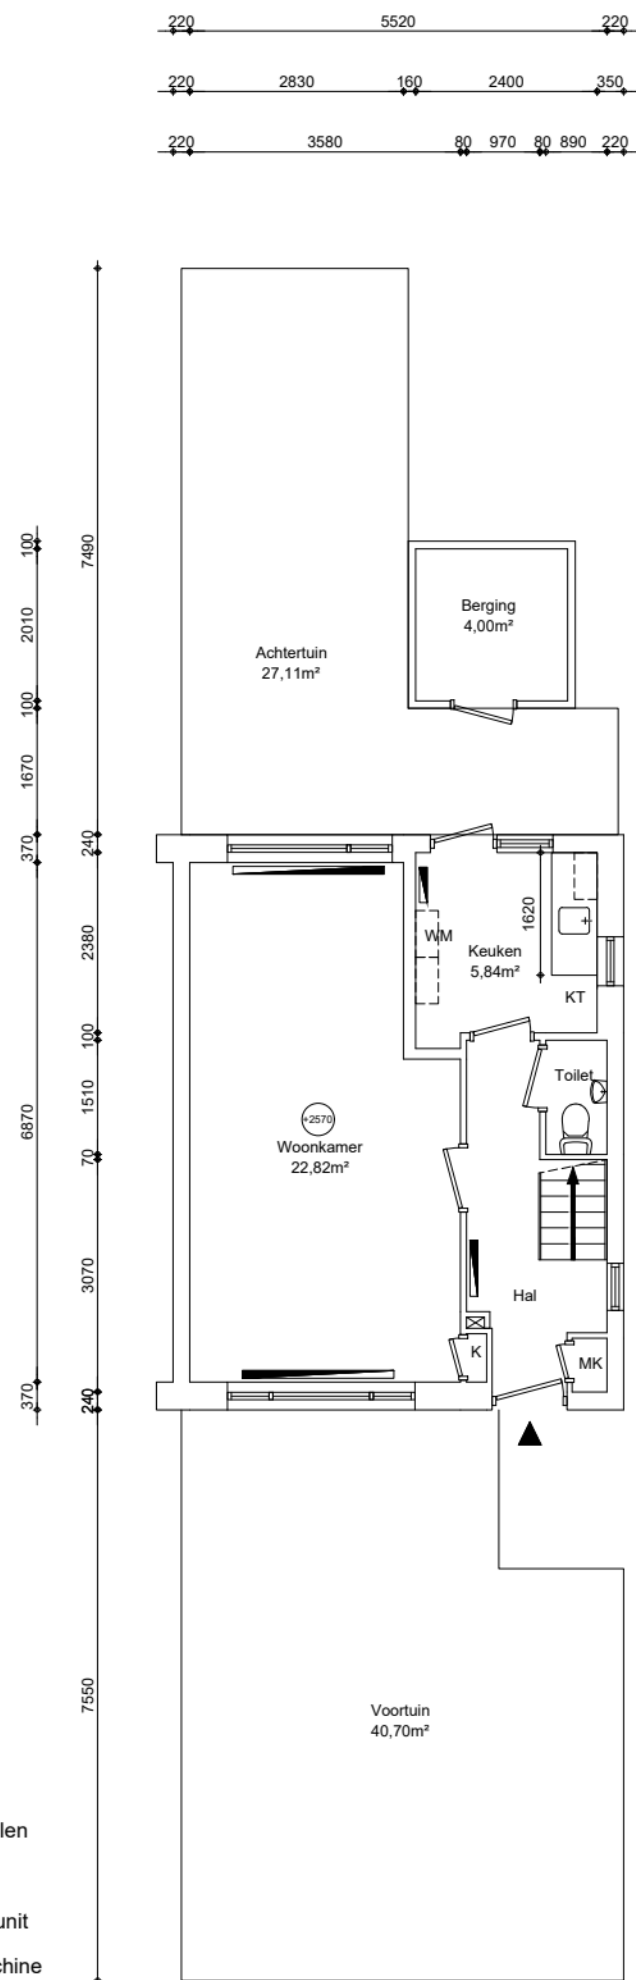 220 5520 220
220 2830 160 2400 350
220 3580 80 970 80 890 220
100
7490
2010
Berging
4,00m²
Achtertuin
27,11m²
100
1670
370
240
2380
1620
WM
Keuken
5,84m²
KT
100
1510
Toilet
6870
+2570
Woonkamer
22,82m²
70
3070
Hal
K
MK
370
240
7550
Voortuin
40,70m²
len
unit
chine